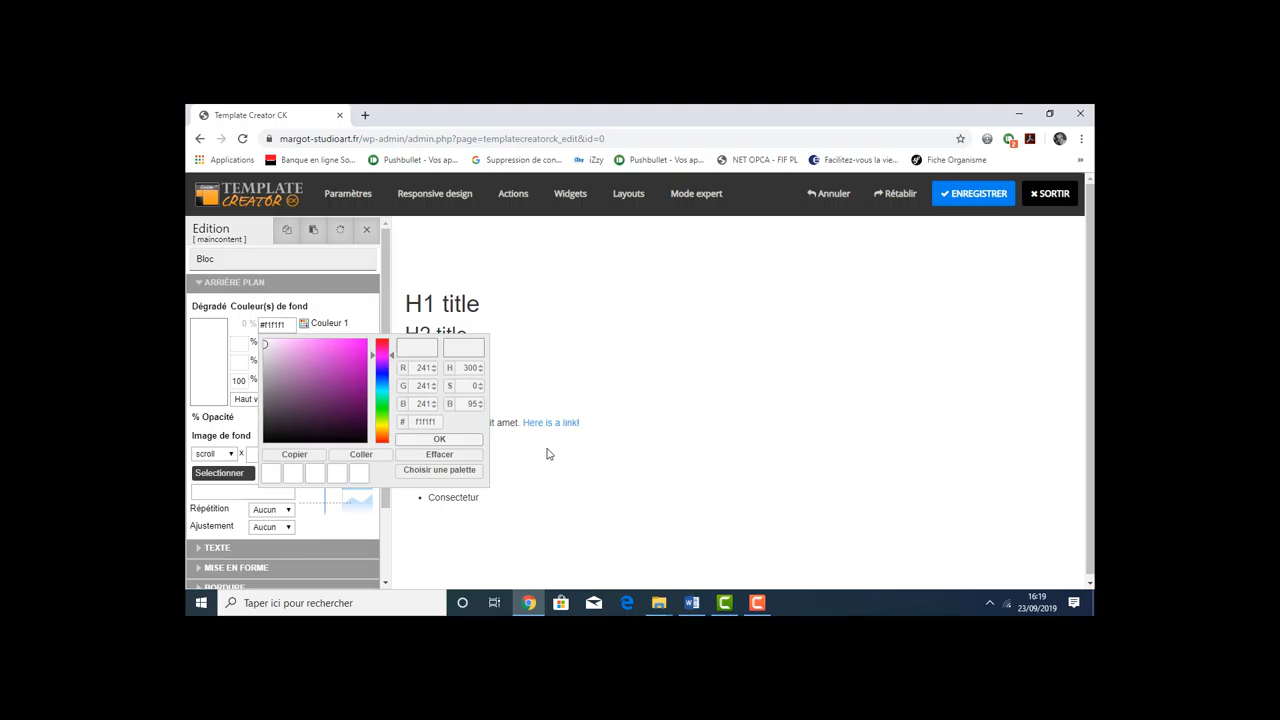 Template Creator CK
margot-studioart.fr/wp-admin/admin.php?page=templatecreatorck_edit&id=0
2
Applications Banque en ligne So... Pushbullet - Vos ap... Suppression de con... iZzy Pushbullet - Vos ap... NET OPCA - FIF PL Facilitez-vous la vie... Fiche Organisme »
TEMPLATE CREATOR CK Paramètres Responsive design Actions Widgets Layouts Mode expert Annuler Rétablir ENREGISTRER SORTIR
Edition
[ maincontent ]
Bloc
ARRIÈRE PLAN
Dégradé Couleur(s) de fond
0 % #f1f1f1 Couleur 1
%
%
100 %
Haut v
% Opacité
Image de fond
scroll x
Selectionner
Répétition Aucun
Ajustement Aucun
TEXTE
MISE EN FORME
BORDURE
R 241 H 300
G 241 S 0
B 241 B 95
# f1f1f1
OK
Copier Coller Effacer
Choisir une palette
H1 title
H2 title
it amet. Here is a link!
Consectetur
Taper ici pour rechercher
16:19
23/09/2019